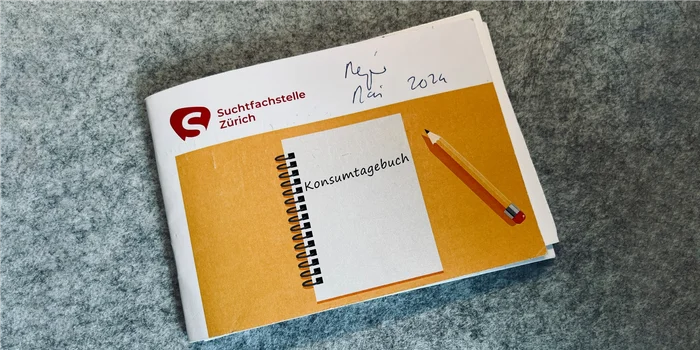 Mai 2024
Suchtfachstelle
Zürich
Konsumtagebuch